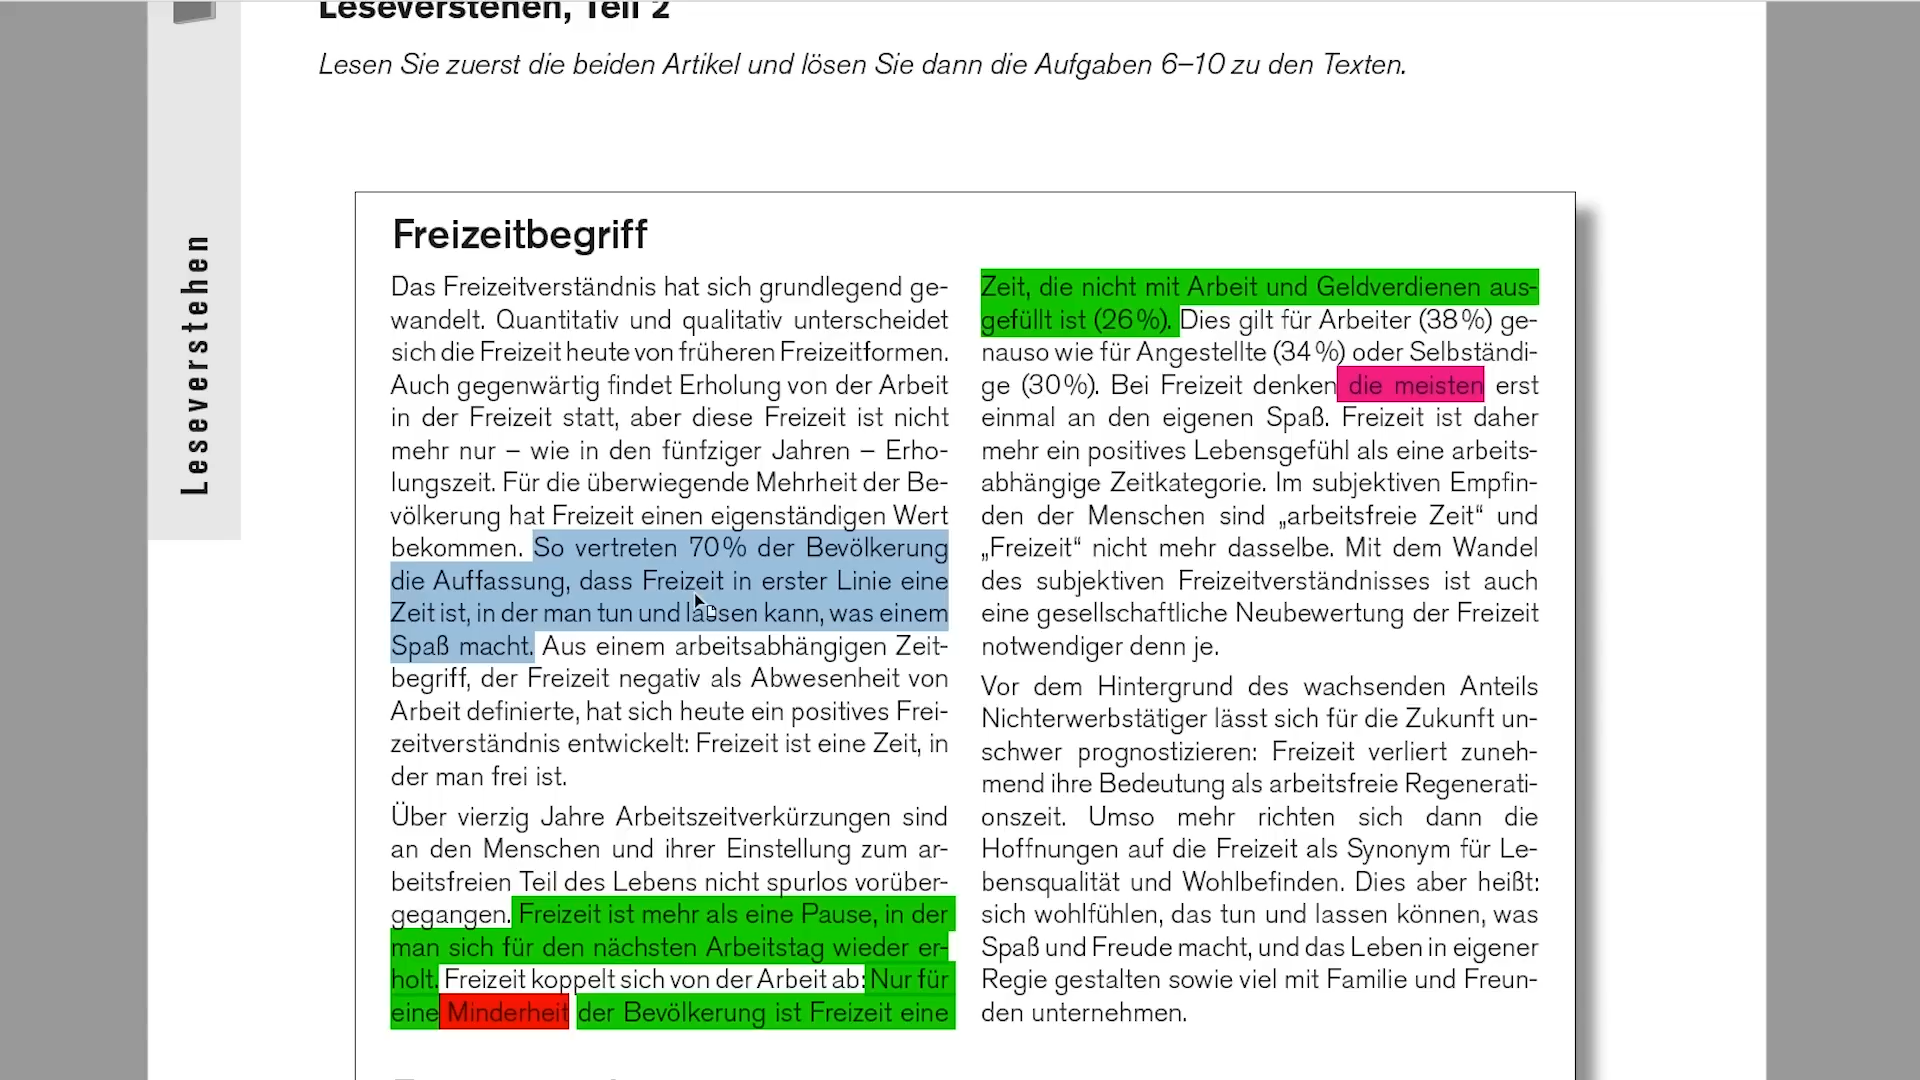 Leseverstehen, Teil 2
Lesen Sie zuerst die beiden Artikel und lösen Sie dann die Aufgaben 6–10 zu den Texten.
Leseverstehen
Freizeitbegriff
Das Freizeitverständnis hat sich grundlegend ge-
wandelt. Quantitativ und qualitativ unterscheidet
sich die Freizeit heute von früheren Freizeitformen.
Auch gegenwärtig findet Erholung von der Arbeit
in der Freizeit statt, aber diese Freizeit ist nicht
mehr nur – wie in den fünfziger Jahren – Erho-
lungszeit. Für die überwiegende Mehrheit der Be-
völkerung hat Freizeit einen eigenständigen Wert
bekommen. So vertreten 70% der Bevölkerung
die Auffassung, dass Freizeit in erster Linie eine
Zeit ist, in der man tun und lassen kann, was einem
Spaß macht. Aus einem arbeitsabhängigen Zeit-
begriff, der Freizeit negativ als Abwesenheit von
Arbeit definierte, hat sich heute ein positives Frei-
zeitverständnis entwickelt: Freizeit ist eine Zeit, in
der man frei ist.
Über vierzig Jahre Arbeitszeitverkürzungen sind
an den Menschen und ihrer Einstellung zum ar-
beitsfreien Teil des Lebens nicht spurlos vorüber-
gegangen. Freizeit ist mehr als eine Pause, in der
man sich für den nächsten Arbeitstag wieder er-
holt. Freizeit koppelt sich von der Arbeit ab: Nur für
eine Minderheit der Bevölkerung ist Freizeit eine
Zeit, die nicht mit Arbeit und Geldverdienen aus-
gefüllt ist (26%). Dies gilt für Arbeiter (38%) ge-
nauso wie für Angestellte (34%) oder Selbständi-
ge (30%). Bei Freizeit denken die meisten erst
einmal an den eigenen Spaß. Freizeit ist daher
mehr ein positives Lebensgefühl als eine arbeits-
abhängige Zeitkategorie. Im subjektiven Empfin-
den der Menschen sind „arbeitsfreie Zeit“ und
„Freizeit“ nicht mehr dasselbe. Mit dem Wandel
des subjektiven Freizeitverständnisses ist auch
eine gesellschaftliche Neubewertung der Freizeit
notwendiger denn je.
Vor dem Hintergrund des wachsenden Anteils
Nichterwerbstätiger lässt sich für die Zukunft un-
schwer prognostizieren: Freizeit verliert zuneh-
mend ihre Bedeutung als arbeitsfreie Regenerati-
onszeit. Umso mehr richten sich dann die
Hoffnungen auf die Freizeit als Synonym für Le-
bensqualität und Wohlbefinden. Dies aber heißt:
sich wohlfühlen, das tun und lassen können, was
Spaß und Freude macht, und das Leben in eigener
Regie gestalten sowie viel mit Familie und Freun-
den unternehmen.